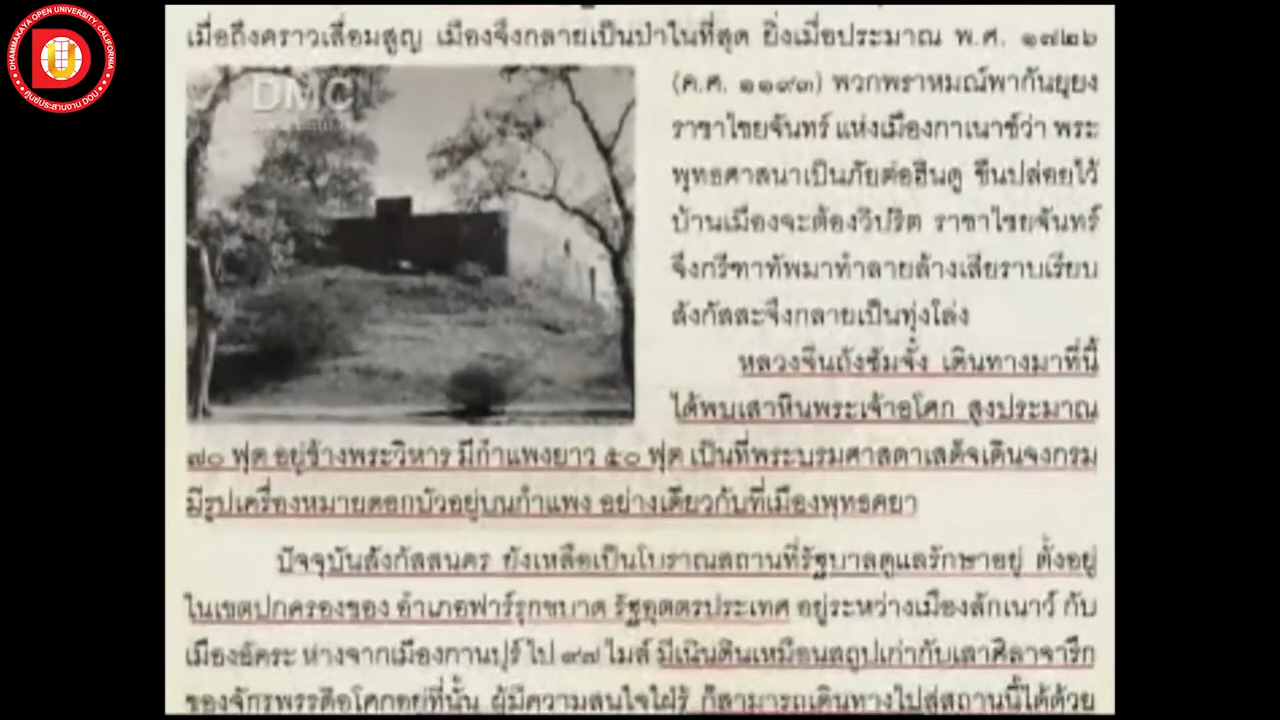 DHAMMAKAYA OPEN UNIVERSITY, CALIFORNIA
DOU
ศูนย์ประสานงาน DOU
DMC
เมื่อถึงคราวเสื่อมสูญ เมืองจึงกลายเป็นป่าในที่สุด ยิ่งเมื่อประมาณ พ.ศ. ๑๗๒๖
(ค.ศ. ๑๑๙๓) พวกพราหมณ์พากันยุยง
ราชาไชยจันทร์ แห่งเมืองกาเนาซ์ว่า พระ
พุทธศาสนาเป็นภัยต่อฮินดู ขืนปล่อยไว้
บ้านเมืองจะต้องวิปริต ราชาไชยจันทร์
จึงกรีฑาทัพมาทำลายล้างเสียราบเรียบ
สังกัสสะจึงกลายเป็นทุ่งโล่ง
หลวงจีนถังซัมจั๋ง เดินทางมาที่นี้
ได้พบเสาหินพระเจ้าอโศก สูงประมาณ
๗๐ ฟุต อยู่ข้างพระวิหาร มีกำแพงยาว ๕๐ ฟุต เป็นที่พระบรมศาสดาเสด็จเดินจงกรม
มีรูปเครื่องหมายดอกบัวอยู่บนกำแพง อย่างเดียวกับที่เมืองพุทธคยา
ปัจจุบันสังกัสสนคร ยังเหลือเป็นโบราณสถานที่รัฐบาลดูแลรักษาอยู่ ตั้งอยู่
ในเขตปกครองของ อำเภอฟาร์รุกขบาด รัฐอุตตรประเทศ อยู่ระหว่างเมืองลักเนาว์ กับ
เมืองอัคระ ห่างจากเมืองกานปุร์ ไป ๙๗ ไมล์ มีเนินดินเหมือนสถูปเก่ากับเสาศิลาจารึก
ของจักรพรรดิอโศกอยู่ที่นั้น ผู้มีความสนใจใฝ่รู้ ก็สามารถเดินทางไปสู่สถานนี้ได้ด้วย